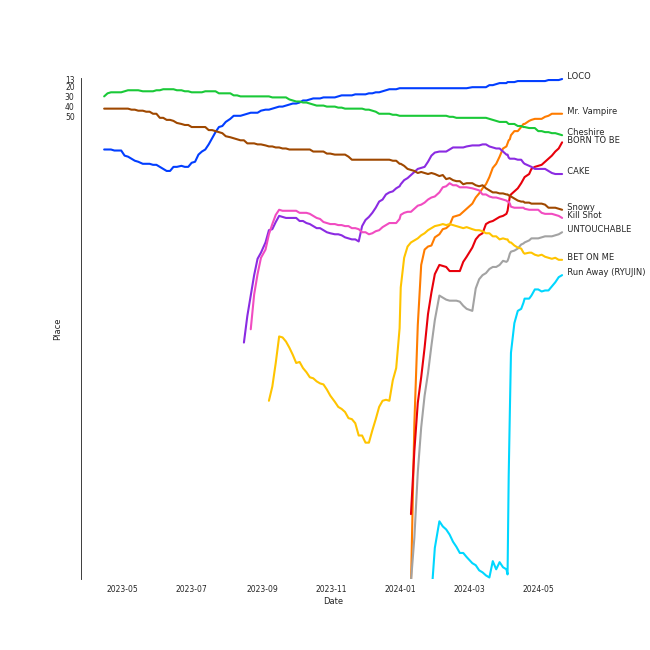 13
20
30
40
50
Place
LOCO
Mr. Vampire
Cheshire
BORN TO BE
CAKE
Snowy
Kill Shot
UNTOUCHABLE
BET ON ME
Run Away (RYUJIN)
2023-05 2023-07 2023-09 2023-11 2024-01 2024-03 2024-05
Date